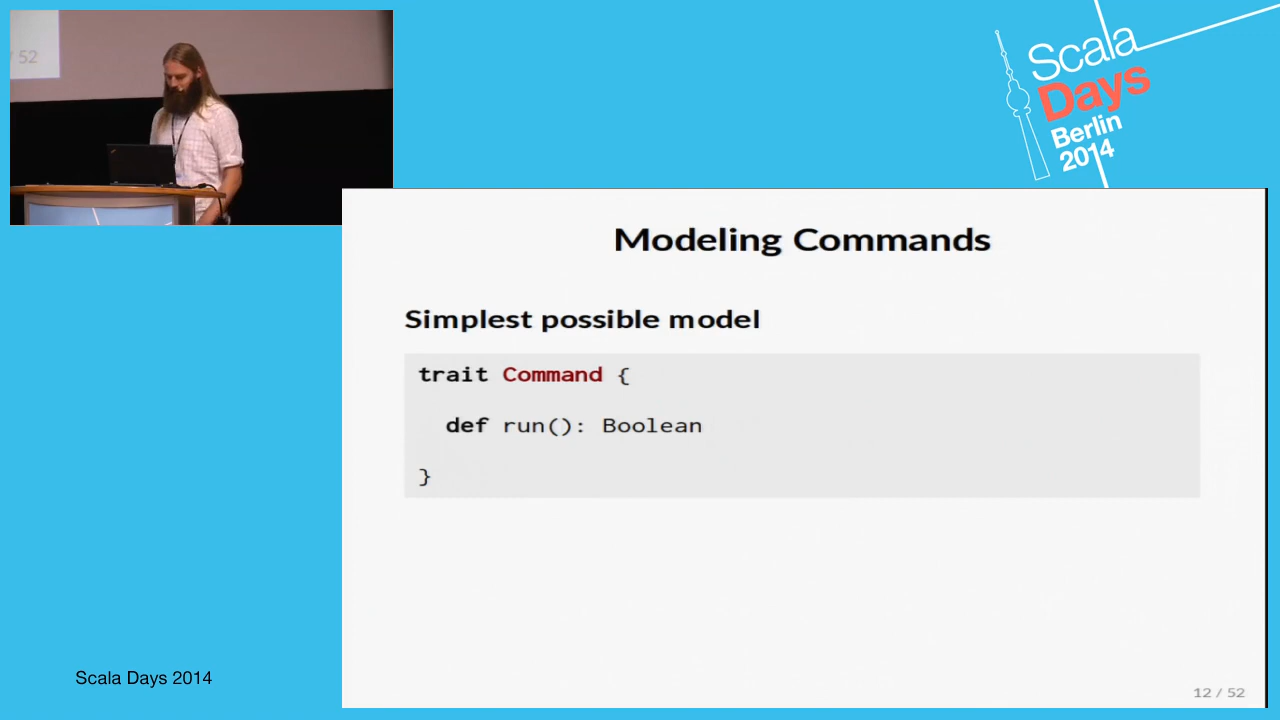 / 52
Scala
Days
Berlin
2014
Modeling Commands
Simplest possible model
trait Command {
def run(): Boolean
}
Scala Days 2014
12 / 52